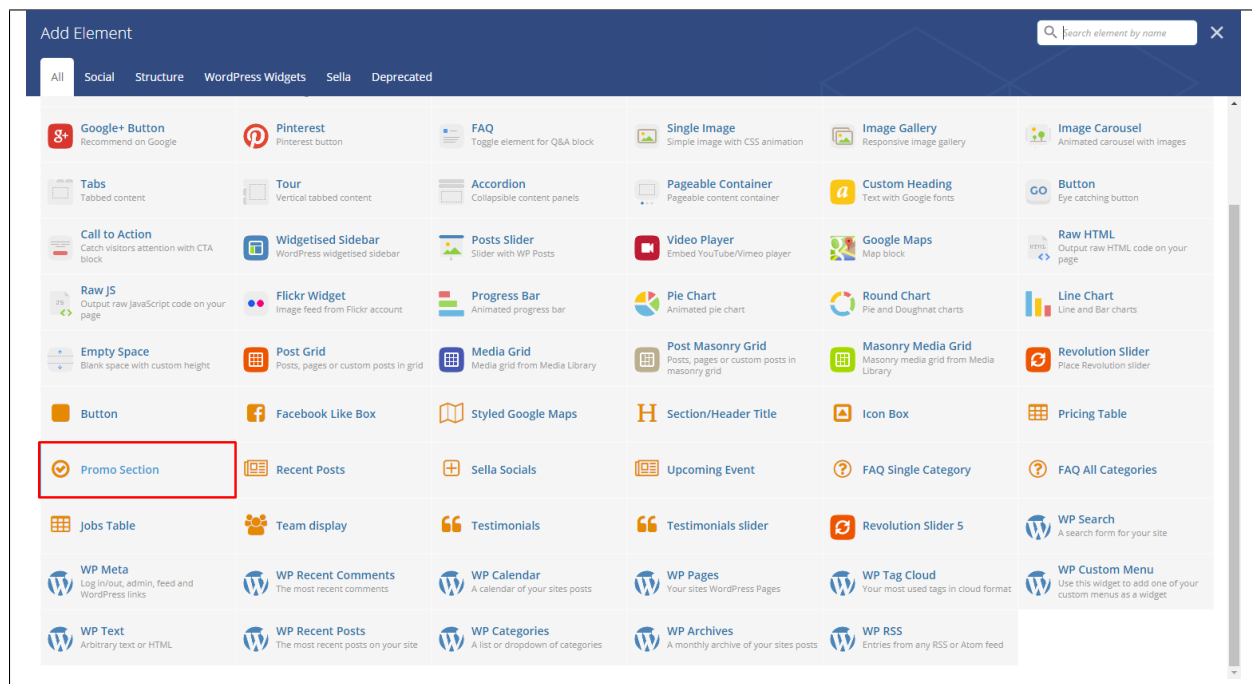 Add Element
Search element by name
All Social Structure WordPress Widgets Sella Deprecated
Google+ Button
Recommend on Google
Pinterest
Pinterest button
FAQ
Toggle element for Q&A block
Single Image
Simple image with CSS animation
Image Gallery
Responsive image gallery
Image Carousel
Animated carousel with images
Tabs
Tabbed content
Tour
Vertical tabbed content
Accordion
Collapsible content panels
Pageable Container
Pageable content container
Custom Heading
Text with Google fonts
GO
Button
Eye catching button
Call to Action
Catch visitors attention with CTA
block
Widgetised Sidebar
WordPress widgetised sidebar
Posts Slider
Slider with WP Posts
Video Player
Embed YouTube/Vimeo player
Google Maps
Map block
HTML
Raw HTML
Output raw HTML code on your
page
JS
Raw JS
Output raw JavaScript code on your
page
Flickr Widget
Image feed from Flickr account
Progress Bar
Animated progress bar
Pie Chart
Animated pie chart
Round Chart
Pie and Doughnat charts
Line Chart
Line and Bar charts
Empty Space
Blank space with custom height
Post Grid
Posts, pages or custom posts in grid
Media Grid
Media grid from Media Library
Post Masonry Grid
Posts, pages or custom posts in
masonry grid
Masonry Media Grid
Masonry media grid from Media
Library
Revolution Slider
Place Revolution slider
Button
Facebook Like Box
Styled Google Maps
Section/Header Title
Icon Box
Pricing Table
Promo Section
Recent Posts
Sella Socials
Upcoming Event
FAQ Single Category
FAQ All Categories
Jobs Table
Team display
Testimonials
Testimonials slider
Revolution Slider 5
WP Search
A search form for your site
WP Meta
Log in/out, admin, feed and
WordPress links
WP Recent Comments
The most recent comments
WP Calendar
A calendar of your sites posts
WP Pages
Your sites WordPress Pages
WP Tag Cloud
Your most used tags in cloud format
WP Custom Menu
Use this widget to add one of your
custom menus as a widget
WP Text
Arbitrary text or HTML
WP Recent Posts
The most recent posts on your site
WP Categories
A list or dropdown of categories
WP Archives
A monthly archive of your sites posts
WP RSS
Entries from any RSS or Atom feed